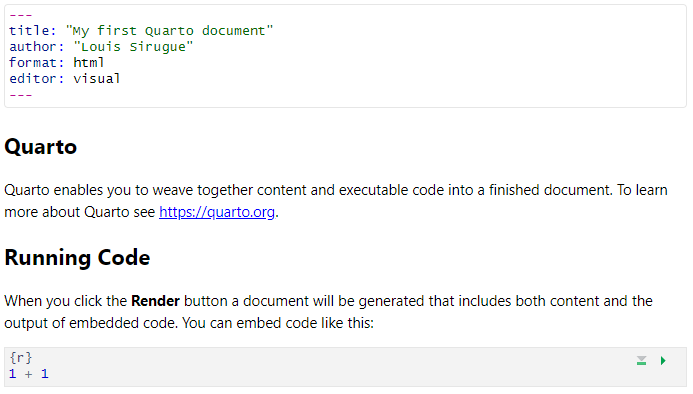 ---
title: "My first Quarto document"
author: "Louis Sirugue"
format: html
editor: visual
---
Quarto
Quarto enables you to weave together content and executable code into a finished document. To learn
more about Quarto see https://quarto.org.
Running Code
When you click the Render button a document will be generated that includes both content and the
output of embedded code. You can embed code like this:
{r}
1 + 1